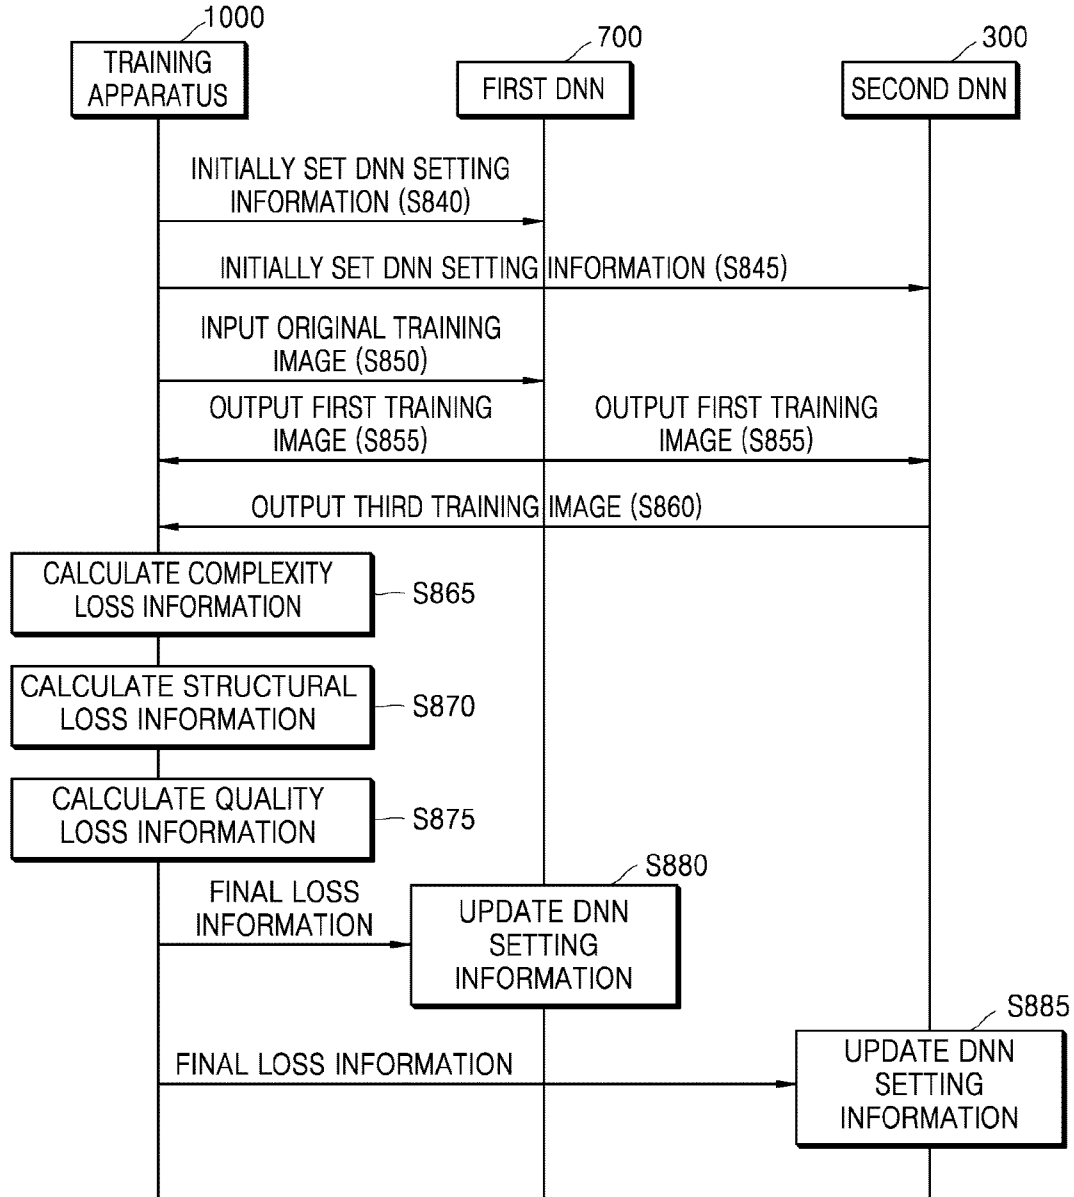 1000
700
300
TRAINING
APPARATUS
FIRST DNN
SECOND DNN
INITIALLY SET DNN SETTING
INFORMATION (S840)
INITIALLY SET DNN SETTING INFORMATION (S845)
INPUT ORIGINAL TRAINING
IMAGE (S850)
OUTPUT FIRST TRAINING
IMAGE (S855)
OUTPUT FIRST TRAINING
IMAGE (S855)
OUTPUT THIRD TRAINING IMAGE (S860)
CALCULATE COMPLEXITY
LOSS INFORMATION
S865
CALCULATE STRUCTURAL
LOSS INFORMATION
S870
CALCULATE QUALITY
LOSS INFORMATION
S875
FINAL LOSS
INFORMATION
S880
UPDATE DNN
SETTING
INFORMATION
FINAL LOSS INFORMATION
S885
UPDATE DNN
SETTING
INFORMATION